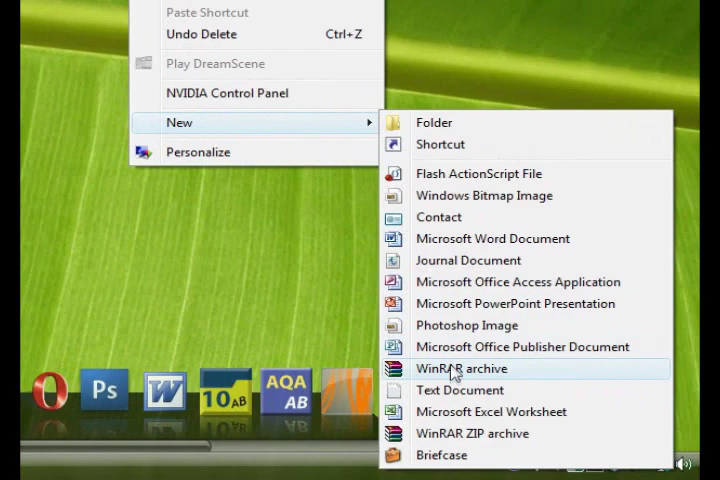 Paste Shortcut
Undo Delete Ctrl+Z
Play DreamScene
NVIDIA Control Panel
New
Personalize
Folder
Shortcut
Flash ActionScript File
Windows Bitmap Image
Contact
Microsoft Word Document
Journal Document
Microsoft Office Access Application
Microsoft PowerPoint Presentation
Photoshop Image
Microsoft Office Publisher Document
WinRAR archive
Text Document
Microsoft Excel Worksheet
WinRAR ZIP archive
Briefcase
Ps
W
10AB
AQA
AB